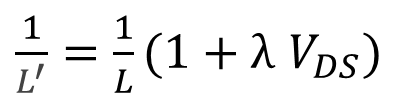 1/L′ = 1/L (1 + λ V_DS)